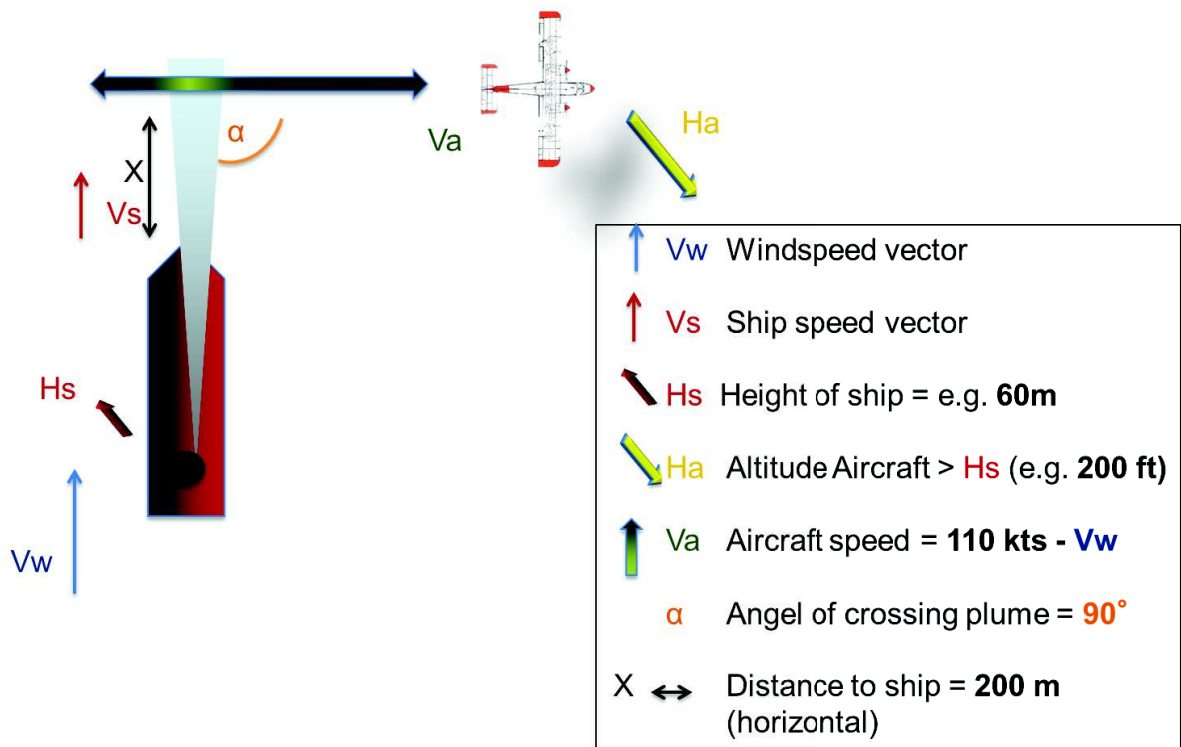 α
Va
Ha
X
Vs
Hs
Vw
Vw Windspeed vector
Vs Ship speed vector
Hs Height of ship = e.g. 60m
Ha Altitude Aircraft > Hs (e.g. 200 ft)
Va Aircraft speed = 110 kts - Vw
α Angel of crossing plume = 90°
X Distance to ship = 200 m
(horizontal)